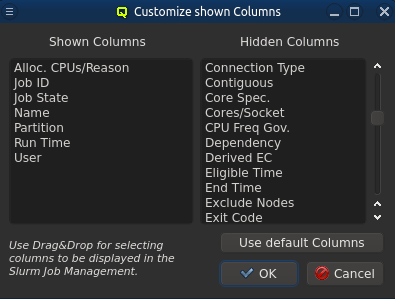 Customize shown Columns
Shown Columns
Alloc. CPUs/Reason
Job ID
Job State
Name
Partition
Run Time
User
Hidden Columns
Connection Type
Contiguous
Core Spec.
Cores/Socket
CPU Freq Gov.
Dependency
Derived EC
Eligible Time
End Time
Exclude Nodes
Exit Code
Use Drag&Drop for selecting
columns to be displayed in the
Slurm Job Management.
Use default Columns
OK
Cancel